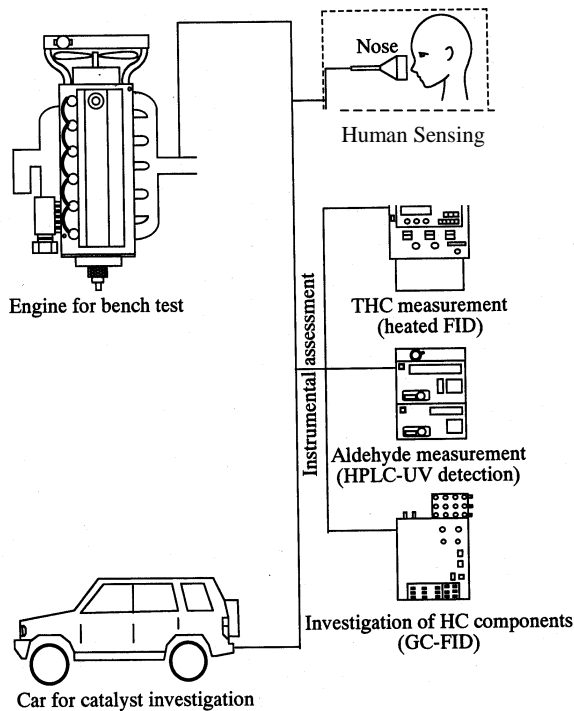 Nose
Human Sensing
Engine for bench test
Instrumental assessment
THC measurement
(heated FID)
Aldehyde measurement
(HPLC-UV detection)
Investigation of HC components
(GC-FID)
Car for catalyst investigation